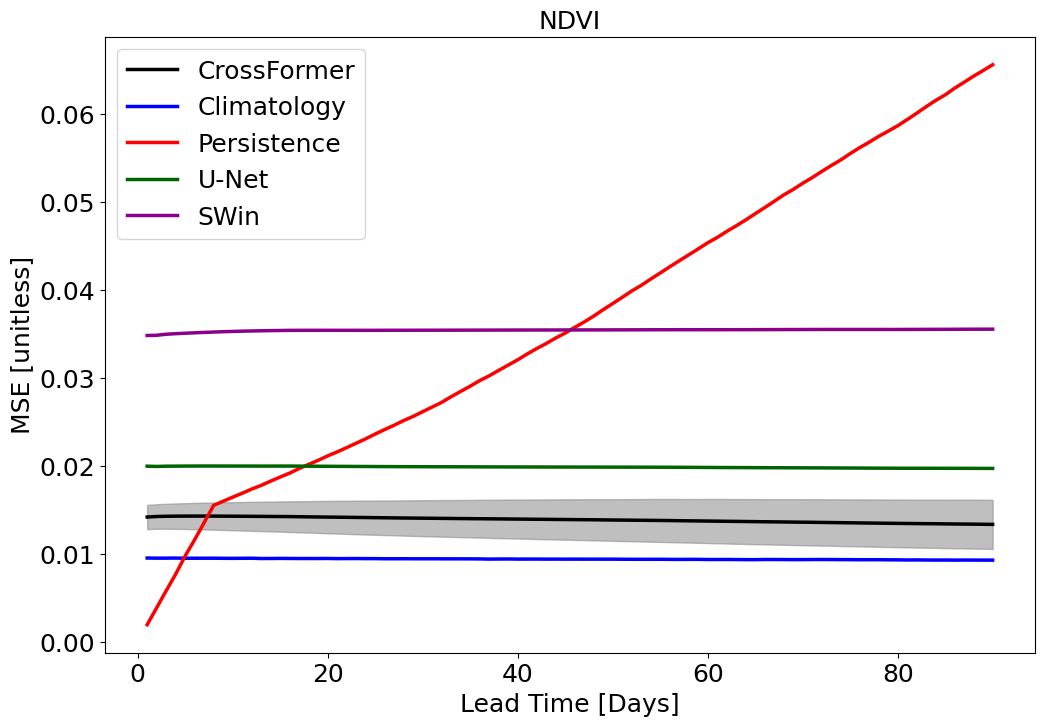 NDVI
CrossFormer
Climatology
Persistence
U-Net
SWin
MSE [unitless]
0.06
0.05
0.04
0.03
0.02
0.01
0.00
0 20 40 60 80
Lead Time [Days]